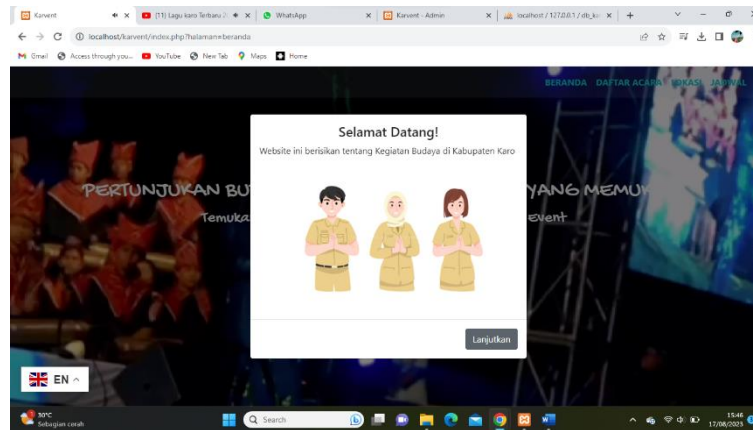 Karvent
(11) Lagu karo Terbaru 2
WhatsApp
Karvent - Admin
localhost / 127.0.0.1 / db_kar
localhost/karvent/index.php?halaman=beranda
Gmail
Access through you...
YouTube
New Tab
Maps
Home
BERANDA DAFTAR ACARA LOKASI JADWAL
Selamat Datang!
Website ini berisikan tentang Kegiatan Budaya di Kabupaten Karo
PERTUNJUKAN BU
YANG MEMUK
Temuka
Event
Lanjutkan
EN
30°C
Sebagian cerah
Search
15:46
17/08/2023